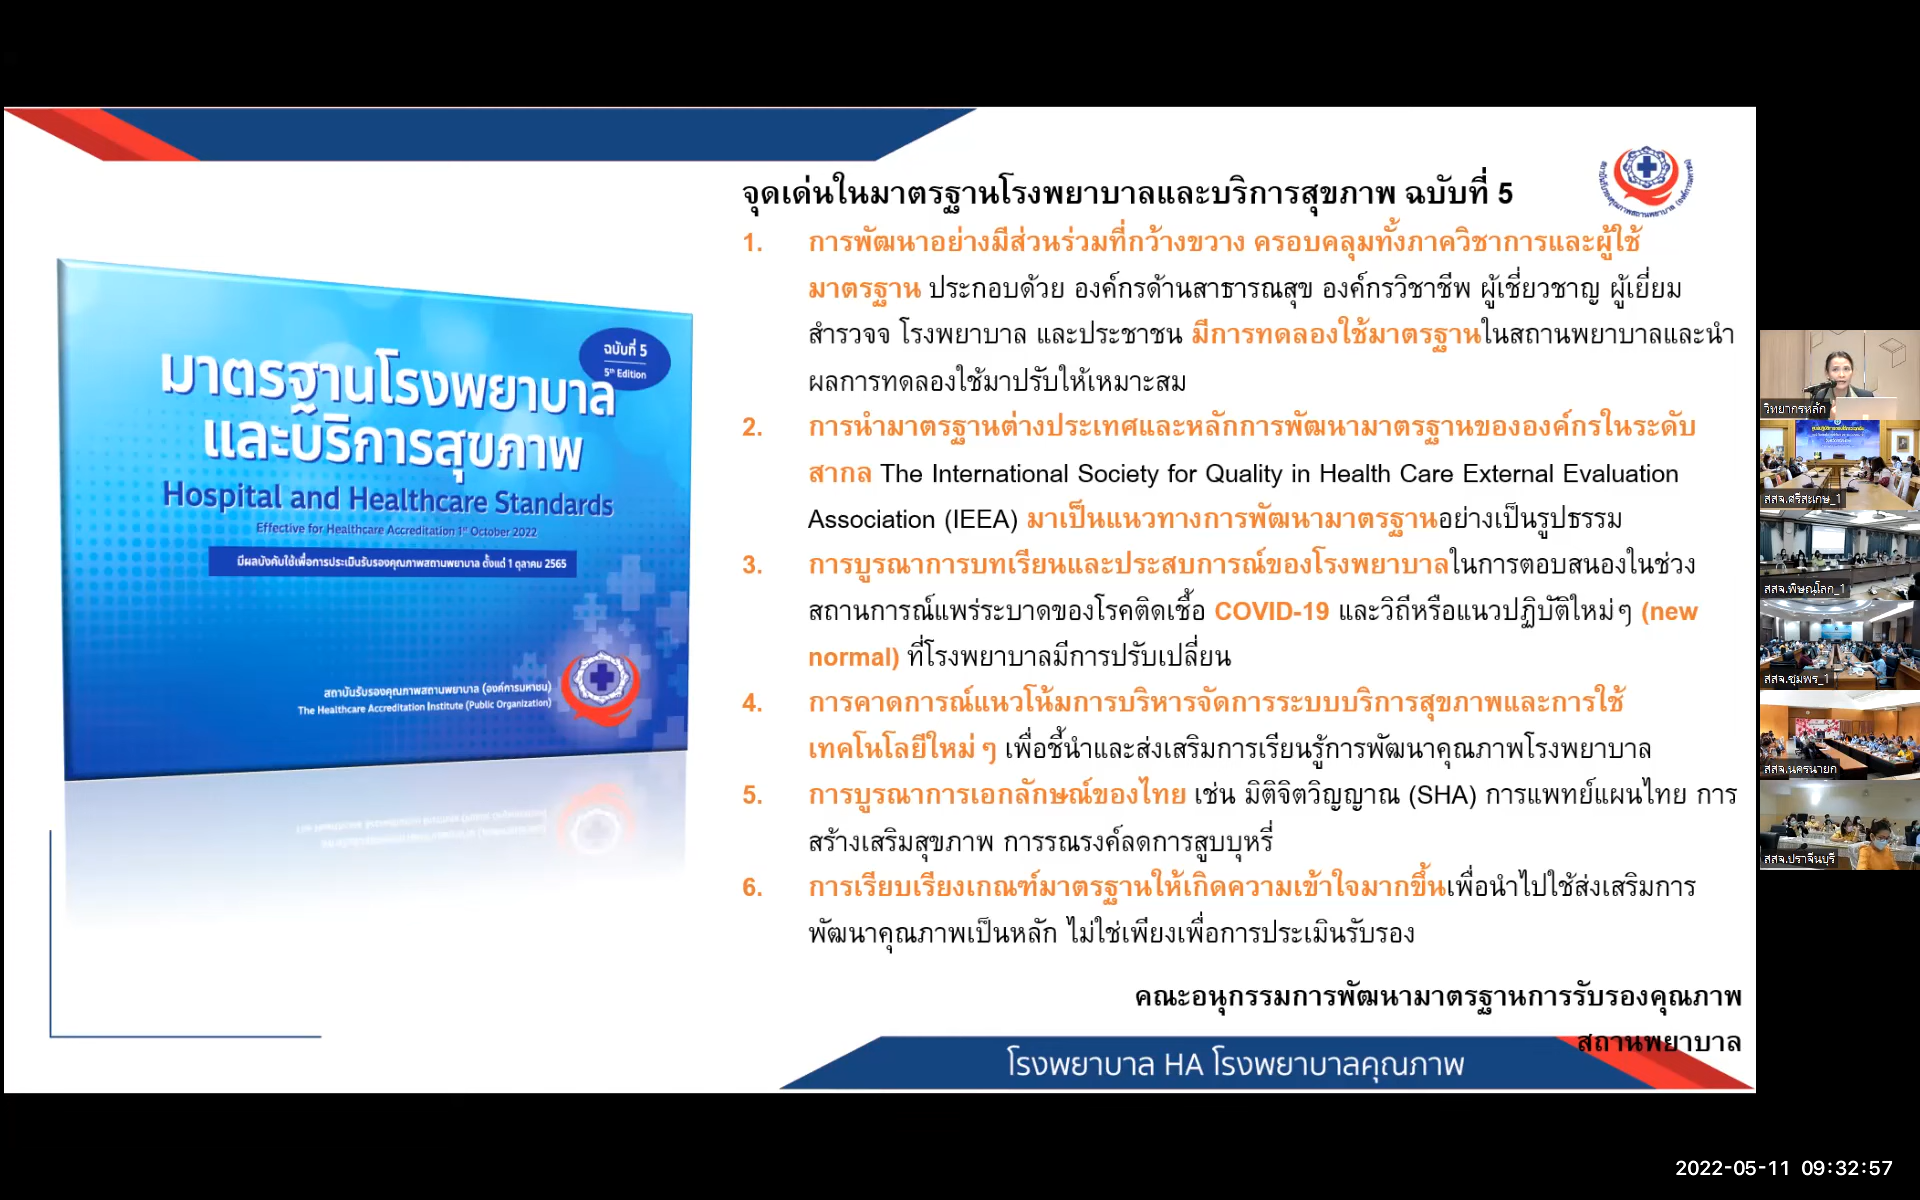 จุดเด่นในมาตรฐานโรงพยาบาลและบริการสุขภาพ ฉบับที่ 5
1. การพัฒนาอย่างมีส่วนร่วมที่กว้างขวาง ครอบคลุมทั้งภาควิชาการและผู้ใช้
มาตรฐาน ประกอบด้วย องค์กรด้านสาธารณสุข องค์กรวิชาชีพ ผู้เชี่ยวชาญ ผู้เยี่ยม
สำรวจจ โรงพยาบาล และประชาชน มีการทดลองใช้มาตรฐานในสถานพยาบาลและนำ
ผลการทดลองใช้มาปรับให้เหมาะสม
2. การนำมาตรฐานต่างประเทศและหลักการพัฒนามาตรฐานขององค์กรในระดับ
สากล The International Society for Quality in Health Care External Evaluation
Association (IEEA) มาเป็นแนวทางการพัฒนามาตรฐานอย่างเป็นรูปธรรม
3. การบูรณาการบทเรียนและประสบการณ์ของโรงพยาบาลในการตอบสนองในช่วง
สถานการณ์แพร่ระบาดของโรคติดเชื้อ COVID-19 และวิถีหรือแนวปฏิบัติใหม่ๆ (new
normal) ที่โรงพยาบาลมีการปรับเปลี่ยน
4. การคาดการณ์แนวโน้มการบริหารจัดการระบบบริการสุขภาพและการใช้
เทคโนโลยีใหม่ ๆ เพื่อชี้นำและส่งเสริมการเรียนรู้การพัฒนาคุณภาพโรงพยาบาล
5. การบูรณาการเอกลักษณ์ของไทย เช่น มิติจิตวิญญาณ (SHA) การแพทย์แผนไทย การ
สร้างเสริมสุขภาพ การรณรงค์ลดการสูบบุหรี่
6. การเรียบเรียงเกณฑ์มาตรฐานให้เกิดความเข้าใจมากขึ้นเพื่อนำไปใช้ส่งเสริมการ
พัฒนาคุณภาพเป็นหลัก ไม่ใช่เพียงเพื่อการประเมินรับรอง
คณะอนุกรรมการพัฒนามาตรฐานการรับรองคุณภาพ
สถานพยาบาล
โรงพยาบาล HA โรงพยาบาลคุณภาพ
ฉบับที่ 5
5th Edition
มาตรฐานโรงพยาบาล
และบริการสุขภาพ
Hospital and Healthcare Standards
Effective for Healthcare Accreditation 1st October 2022
มีผลบังคับใช้เพื่อการประเมินรับรองคุณภาพสถานพยาบาล ตั้งแต่ 1 ตุลาคม 2565
สถาบันรับรองคุณภาพสถานพยาบาล (องค์การมหาชน)
The Healthcare Accreditation Institute (Public Organization)
วิทยากรหลัก
สสจ.ศรีสะเกษ_1
สสจ.พิษณุโลก_1
สสจ.ชุมพร_1
สสจ.นครนายก
สสจ.ปราจีนบุรี
2022-05-11 09:32:57